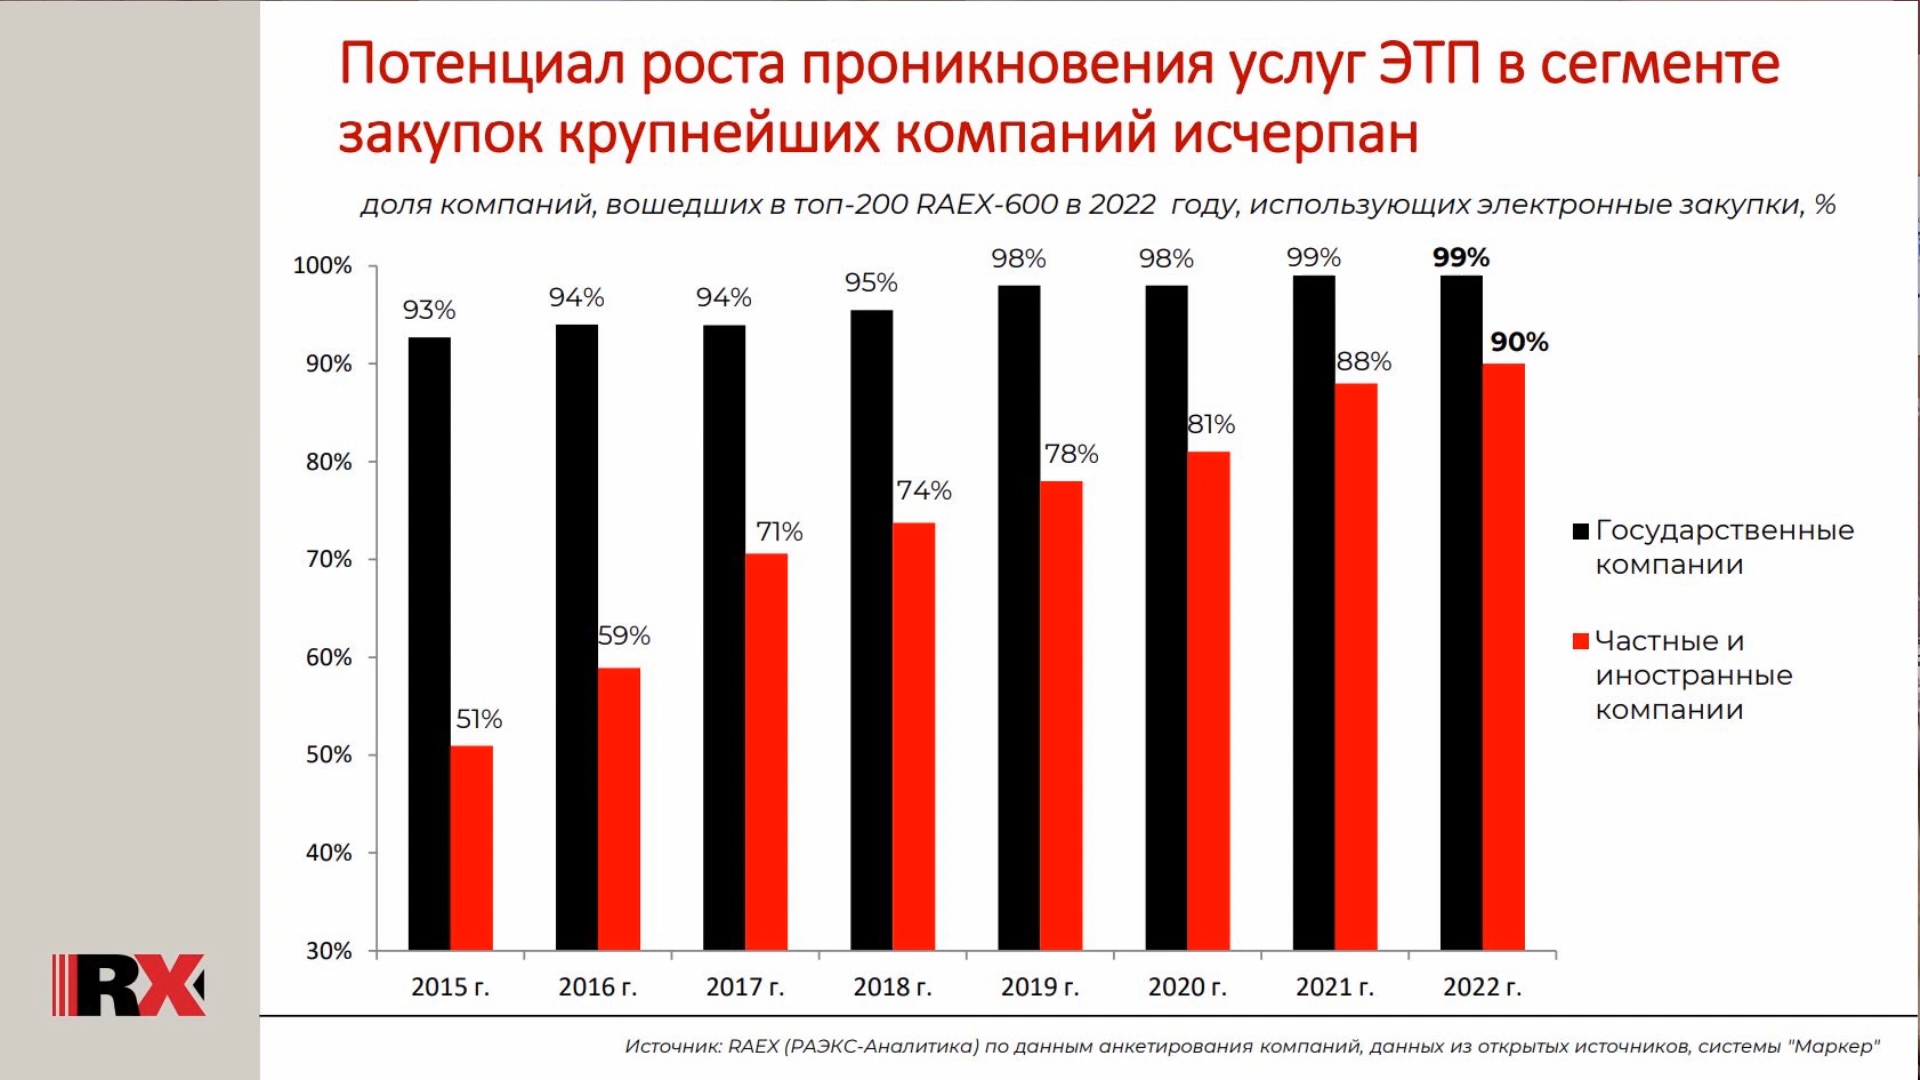 Потенциал роста проникновения услуг ЭТП в сегменте
закупок крупнейших компаний исчерпан
доля компаний, вошедших в топ-200 RAEX-600 в 2022 году, использующих электронные закупки, %
100%
90%
80%
70%
60%
50%
40%
30%
93%
51%
94%
59%
94%
71%
95%
74%
98%
78%
98%
81%
99%
88%
99%
90%
2015 г.
2016 г.
2017 г.
2018 г.
2019 г.
2020 г.
2021 г.
2022 г.
Государственные
компании
Частные и
иностранные
компании
RX
Источник: RAEX (РАЭКС-Аналитика) по данным анкетирования компаний, данных из открытых источников, системы "Маркер"